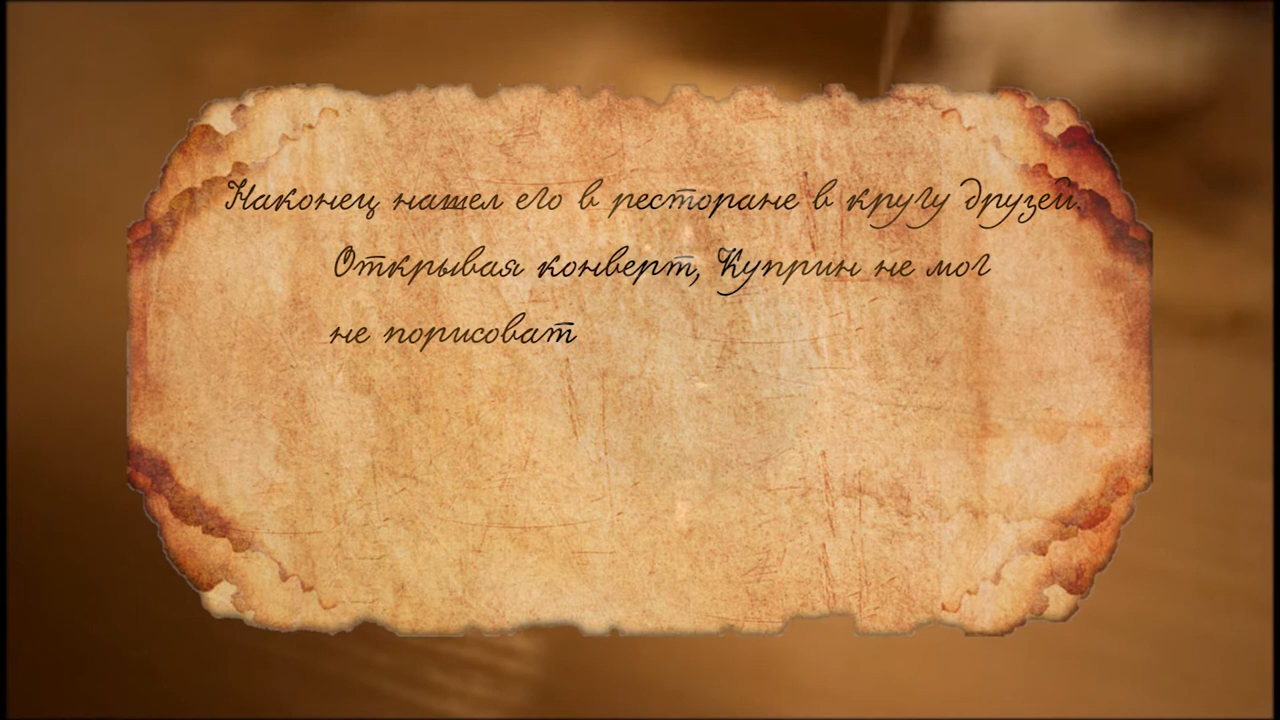 Наконец нашел его в ресторане в кругу друзей.
Открывая конверт, Куприн не мог
не порисоват